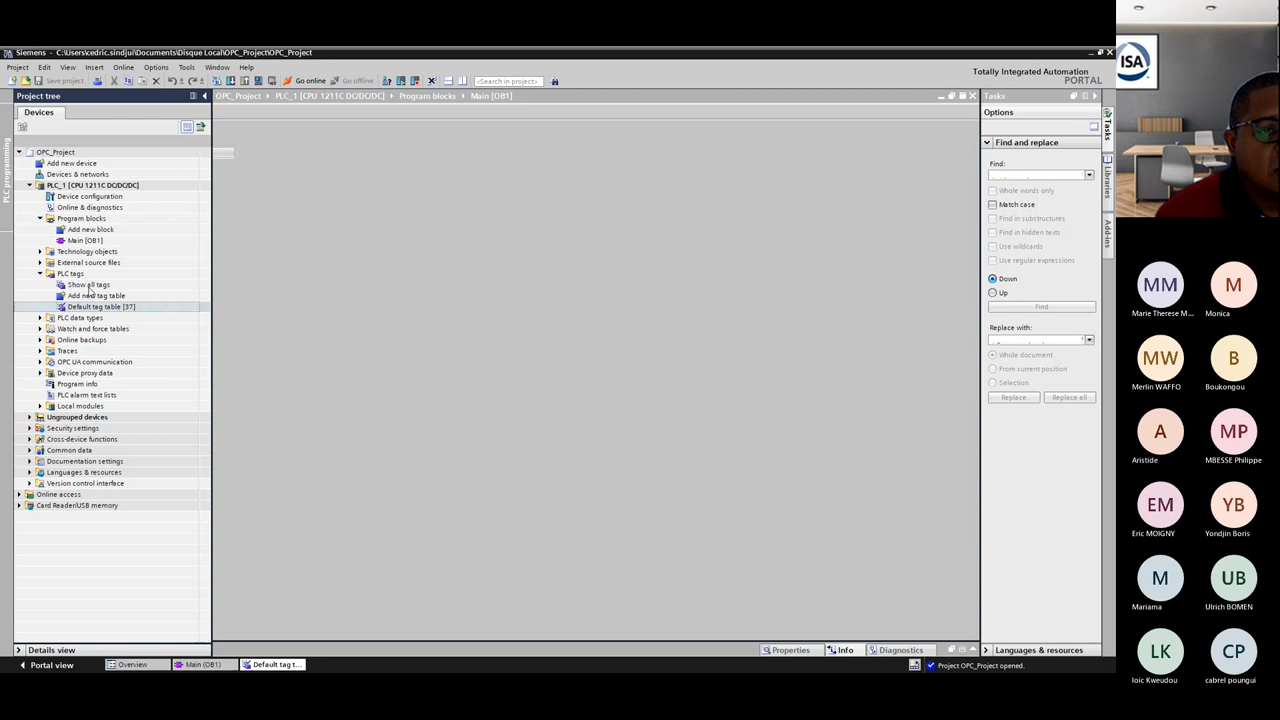 Siemens - C:\Users\cedric.sindjui\Documents\Disque Local\OPC_Project\OPC_Project
Project Edit View Insert Online Options Tools Window Help
Save project Go online Go offline <Search in project>
Totally Integrated Automation
PORTAL
Project tree
OPC_Project PLC_1 [CPU 1211C DC/DC/DC] Program blocks Main [OB1]
Tasks
Devices
Options
PLC programming
OPC_Project
Add new device
Devices & networks
PLC_1 [CPU 1211C DC/DC/DC]
Device configuration
Online & diagnostics
Program blocks
Add new block
Main [OB1]
Technology objects
External source files
PLC tags
Show all tags
Add new tag table
Default tag table [37]
PLC data types
Watch and force tables
Online backups
Traces
OPC UA communication
Device proxy data
Program info
PLC alarm text lists
Local modules
Ungrouped devices
Security settings
Cross-device functions
Common data
Documentation settings
Languages & resources
Version control interface
Online access
Card Reader/USB memory
Find and replace
Find:
Whole words only
Match case
Find in substructures
Find in hidden texts
Use wildcards
Use regular expressions
Down
Up
Find
Replace with:
Whole document
From current position
Selection
Replace Replace all
Tasks
Libraries
Add-ins
Languages & resources
Details view
Properties Info Diagnostics
Portal view Overview Main (OB1) Default tag t...
Project OPC_Project opened.
ISA
MM
Marie Therese M...
M
Monica
MW
Merlin WAFFO
B
Boukongou
A
Aristide
MP
MBESSE Philippe
EM
Eric MOIGNY
YB
Yondjin Boris
M
Mariama
UB
Ulrich BOMEN
LK
loic Kweudou
CP
cabrel poungui